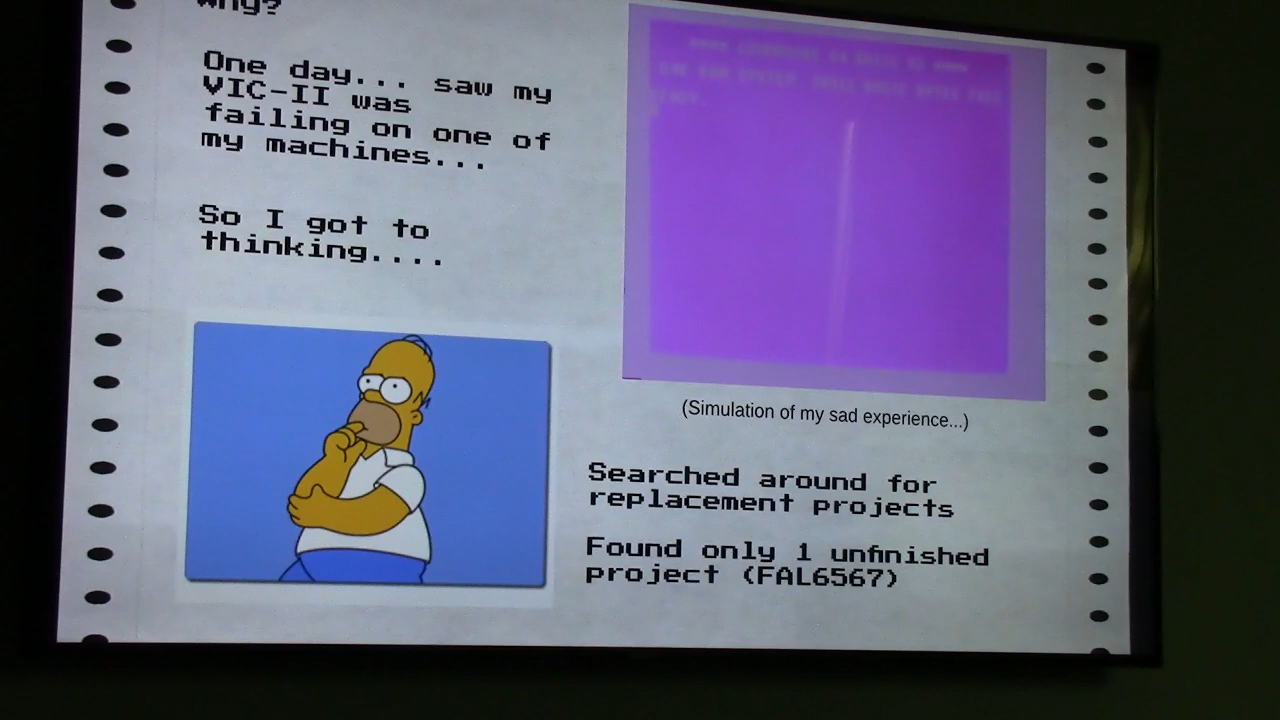 Why?
One day... saw my
VIC-II was
failing on one of
my machines...
So I got to
thinking....
(Simulation of my sad experience...)
Searched around for
replacement projects
Found only 1 unfinished
project (FAL6567)